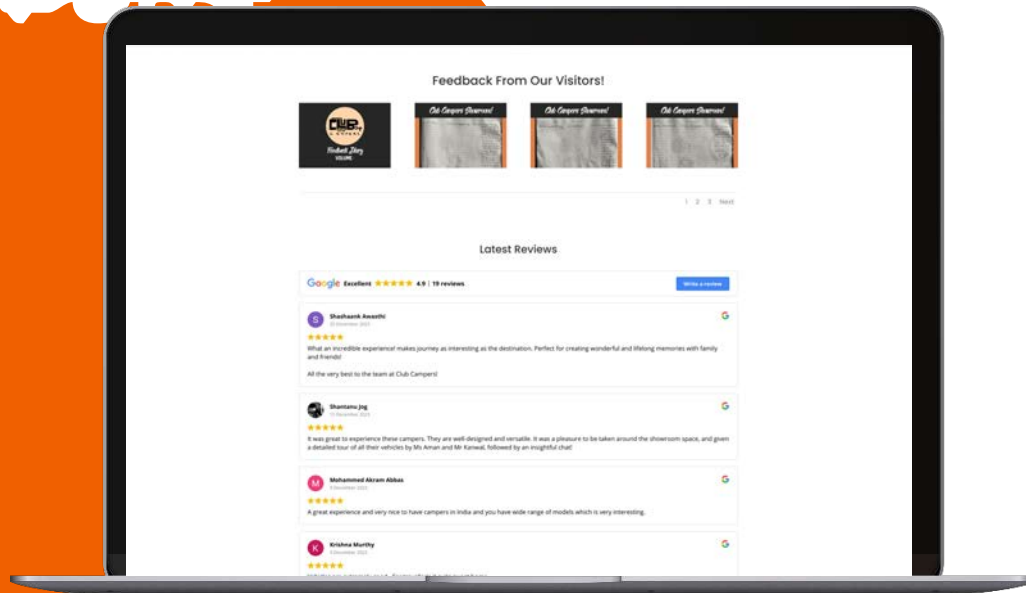 Feedback From Our Visitors!
CLUB
CAMPERS
Feedback Diary
VOLUME
Club Campers Showroom!
Club Campers Showroom!
Club Campers Showroom!
1 2 3 Next
Latest Reviews
Google Excellent 4.9 | 19 reviews
Write a review
S
Shashaank Awasthi
What an incredible experience! makes journey as interesting as the destination. Perfect for creating wonderful and lifelong memories with family
and friends!
All the very best to the team at Club Campers!
Shantanu Jog
It was great to experience these campers. They are well-designed and versatile. It was a pleasure to be taken around the showroom space, and given
a detailed tour of all their vehicles by Ms Aman and Mr Kanwal, followed by an insightful chat!
M
Mohammed Akram Abbas
A great experience and very nice to have campers in India and you have wide range of models which is very interesting.
K
Krishna Murthy